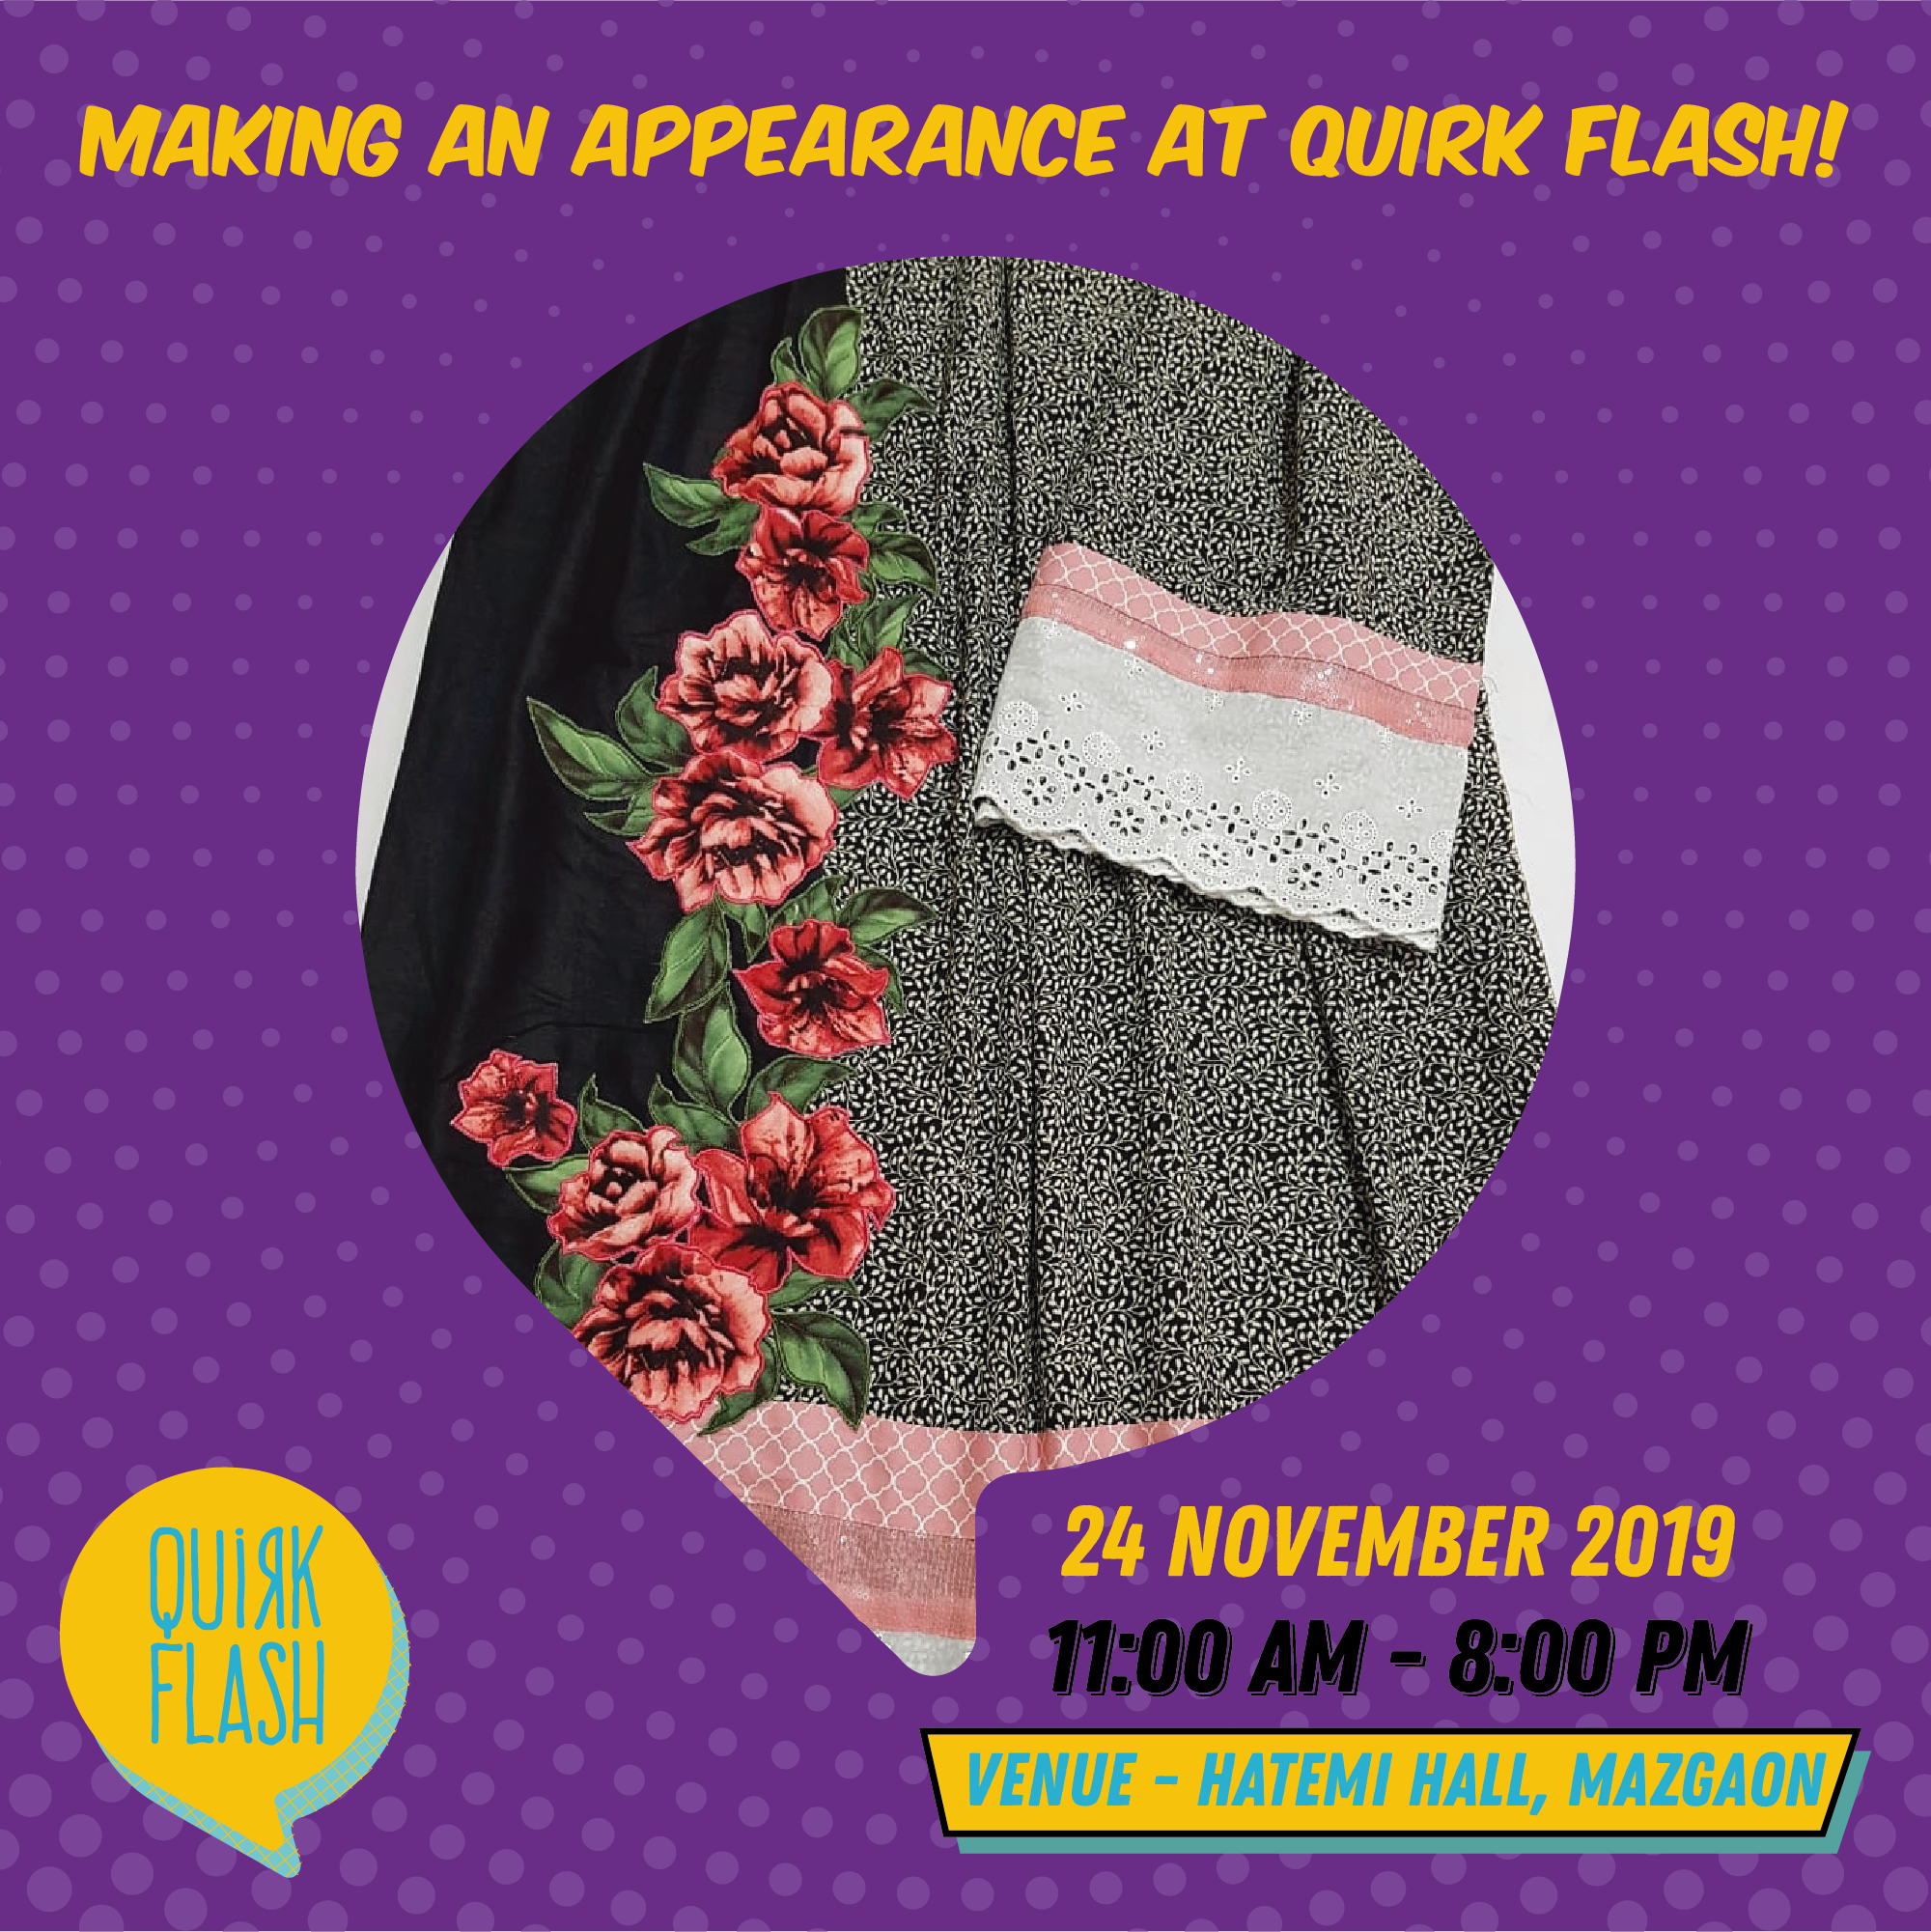 MAKING AN APPEARANCE AT QUIRK FLASH!
24 NOVEMBER 2019
11:00 AM - 8:00 PM
VENUE - HATEMI HALL, MAZGAON
QUIRK
FLASH